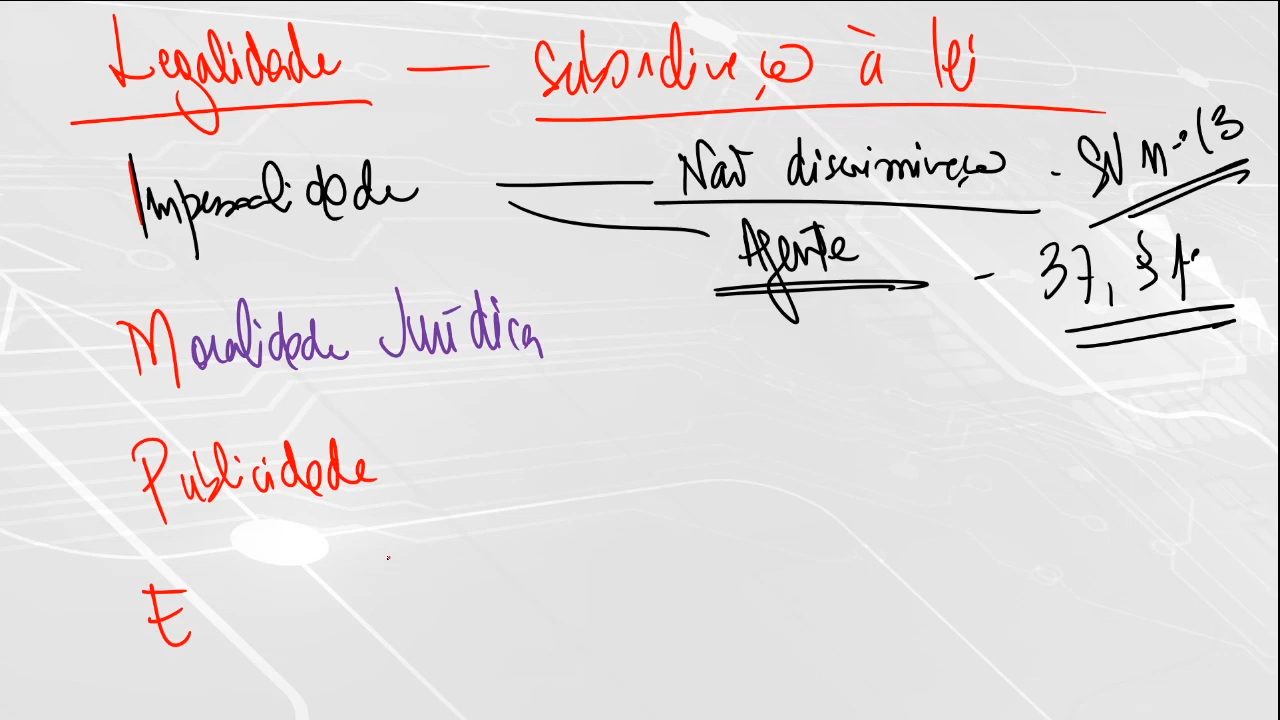 Legalidade — subordinação à lei
Impessoalidade — Não discriminação . SV nº 13
Agente - 37, § 1º
Moralidade Jurídica
Publicidade
E